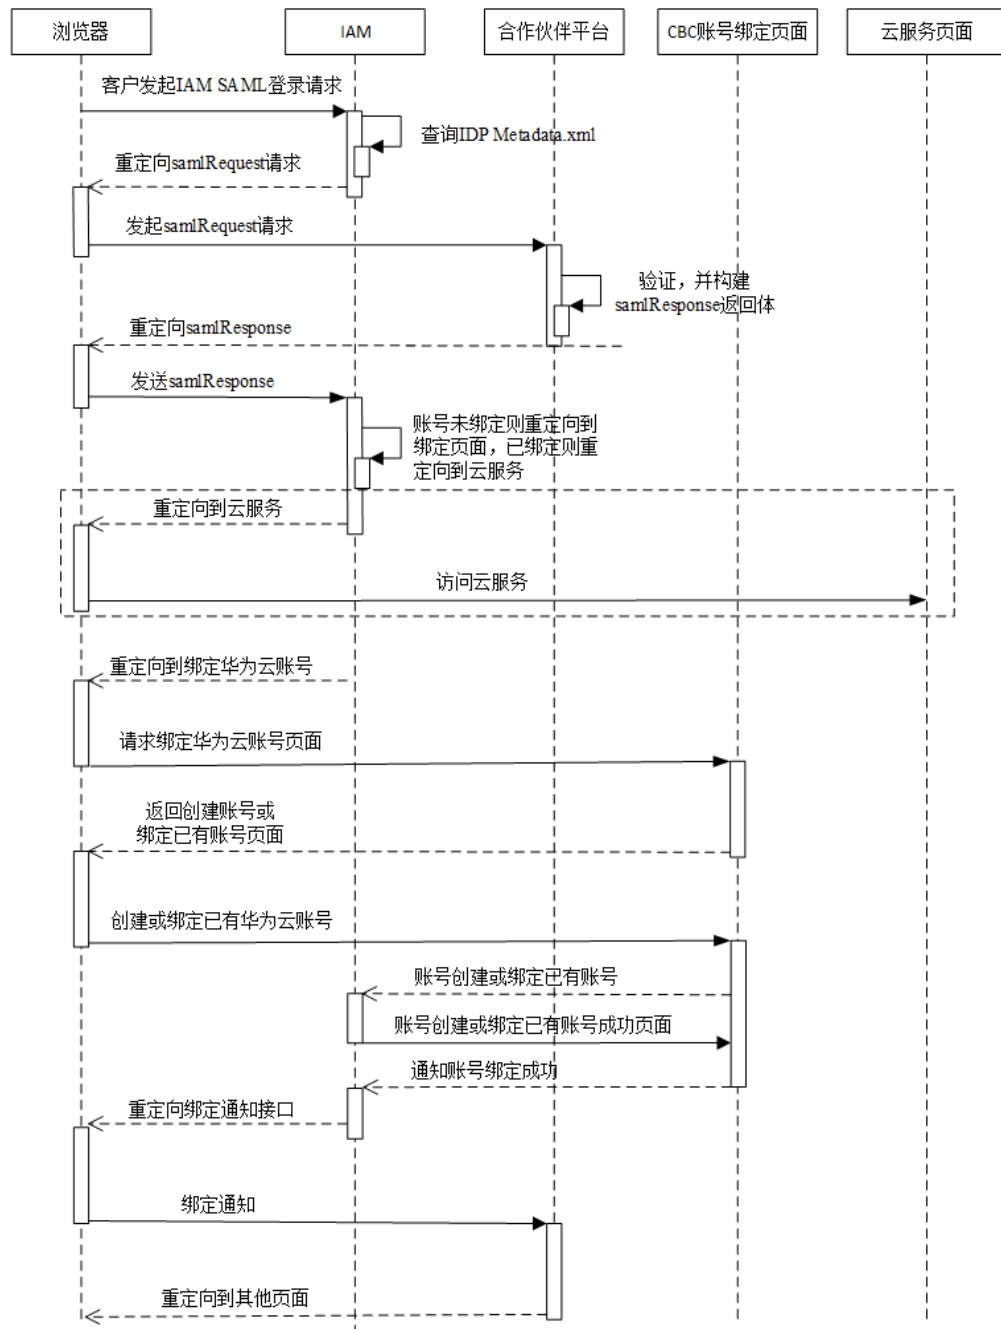 浏览器
IAM
合作伙伴平台
CBC账号绑定页面
云服务页面
客户发起IAM SAML登录请求
查询IDP Metadata.xml
重定向samlRequest请求
发起samlRequest请求
验证，并构建
samlResponse返回体
重定向samlResponse
发送samlResponse
账号未绑定则重定向到
绑定页面，已绑定则重
定向到云服务
重定向到云服务
访问云服务
重定向到绑定华为云账号
请求绑定华为云账号页面
返回创建账号或
绑定已有账号页面
创建或绑定已有华为云账号
账号创建或绑定已有账号
账号创建或绑定已有账号成功页面
通知账号绑定成功
重定向绑定通知接口
绑定通知
重定向到其他页面